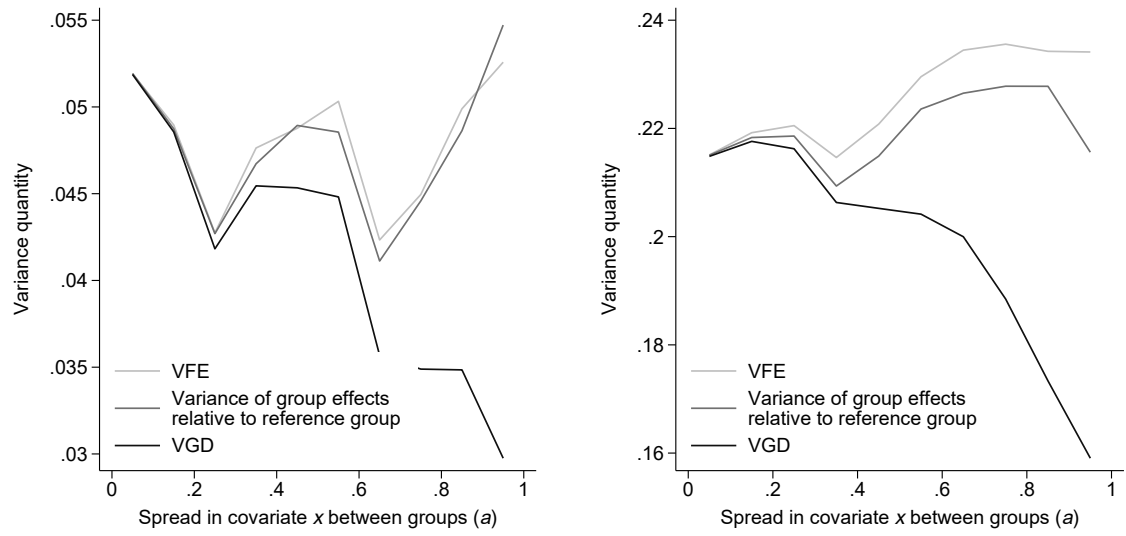 .055
.05
.045
.04
.035
.03
Variance quantity
VFE
Variance of group effects
relative to reference group
VGD
0
.2
.4
.6
.8
1
Spread in covariate x between groups (a)
.24
.22
.2
.18
.16
Variance quantity
VFE
Variance of group effects
relative to reference group
VGD
0
.2
.4
.6
.8
1
Spread in covariate x between groups (a)